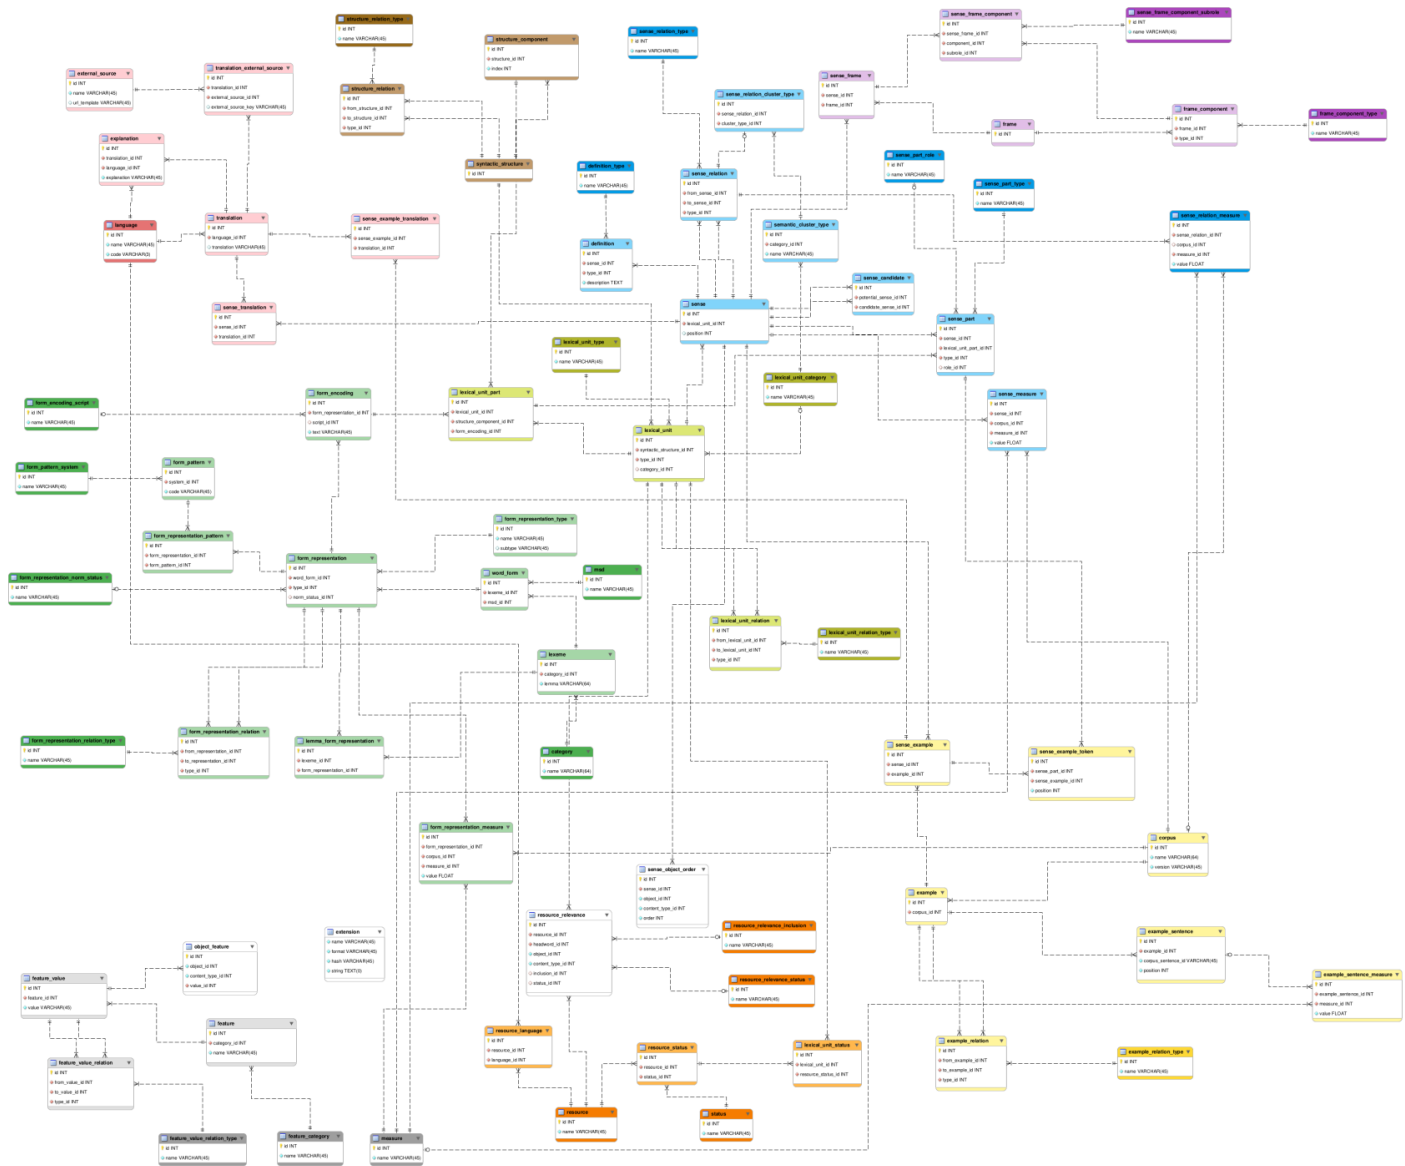 structure_relation_type
id INT
name VARCHAR(45)
structure_component
id INT
structure_id INT
index INT
sense_relation_type
id INT
name VARCHAR(45)
sense_frame_component
id INT
sense_frame_id INT
component_id INT
subrole_id INT
sense_frame_component_subrole
id INT
name VARCHAR(45)
external_source
id INT
name VARCHAR(45)
url_template VARCHAR(45)
translation_external_source
id INT
translation_id INT
external_source_id INT
external_source_key VARCHAR(45)
structure_relation
id INT
from_structure_id INT
to_structure_id INT
type_id INT
sense_relation_cluster_type
id INT
sense_relation_id INT
cluster_type_id INT
sense_frame
id INT
sense_id INT
frame_id INT
frame
id INT
frame_component
id INT
frame_id INT
type_id INT
frame_component_type
id INT
name VARCHAR(45)
explanation
id INT
translation_id INT
language_id INT
explanation VARCHAR(45)
syntactic_structure
id INT
definition_type
id INT
name VARCHAR(45)
sense_relation
id INT
from_sense_id INT
to_sense_id INT
type_id INT
sense_part_role
id INT
name VARCHAR(45)
sense_part_type
id INT
name VARCHAR(45)
language
id INT
name VARCHAR(45)
code VARCHAR(3)
translation
id INT
language_id INT
translation VARCHAR(45)
sense_example_translation
id INT
sense_example_id INT
translation_id INT
definition
id INT
sense_id INT
type_id INT
description TEXT
semantic_cluster_type
id INT
category_id INT
name VARCHAR(45)
sense_relation_measure
id INT
sense_relation_id INT
corpus_id INT
measure_id INT
value FLOAT
sense_candidate
id INT
potential_sense_id INT
candidate_sense_id INT
sense_translation
id INT
sense_id INT
translation_id INT
sense
id INT
lexical_unit_id INT
position INT
sense_part
id INT
sense_id INT
lexical_unit_part_id INT
type_id INT
role_id INT
lexical_unit_type
id INT
name VARCHAR(45)
lexical_unit_category
id INT
name VARCHAR(45)
form_encoding_script
id INT
name VARCHAR(45)
form_encoding
id INT
form_representation_id INT
script_id INT
text VARCHAR(45)
lexical_unit_part
id INT
lexical_unit_id INT
structure_component_id INT
form_encoding_id INT
lexical_unit
id INT
syntactic_structure_id INT
type_id INT
category_id INT
sense_measure
id INT
sense_id INT
corpus_id INT
measure_id INT
value FLOAT
form_pattern_system
id INT
name VARCHAR(45)
form_pattern
id INT
system_id INT
code VARCHAR(45)
form_representation_pattern
id INT
form_representation_id INT
form_pattern_id INT
form_representation_type
id INT
name VARCHAR(45)
subtype VARCHAR(45)
form_representation_norm_status
id INT
name VARCHAR(45)
form_representation
id INT
word_form_id INT
type_id INT
norm_status_id INT
word_form
id INT
lexeme_id INT
msd_id INT
msd
id INT
name VARCHAR(45)
lexical_unit_relation
id INT
from_lexical_unit_id INT
to_lexical_unit_id INT
type_id INT
lexical_unit_relation_type
id INT
name VARCHAR(45)
lexeme
id INT
category_id INT
lemma VARCHAR(64)
form_representation_relation_type
id INT
name VARCHAR(45)
form_representation_relation
id INT
from_representation_id INT
to_representation_id INT
type_id INT
lemma_form_representation
id INT
lexeme_id INT
form_representation_id INT
category
id INT
name VARCHAR(64)
sense_example
id INT
sense_id INT
example_id INT
sense_example_token
id INT
sense_part_id INT
sense_example_id INT
position INT
form_representation_measure
id INT
form_representation_id INT
corpus_id INT
measure_id INT
value FLOAT
sense_object_order
id INT
sense_id INT
object_id INT
content_type_id INT
order INT
corpus
id INT
name VARCHAR(64)
version VARCHAR(45)
example
id INT
corpus_id INT
extension
name VARCHAR(45)
format VARCHAR(45)
hash VARCHAR(45)
string TEXT(3)
resource_relevance
id INT
resource_id INT
headword_id INT
object_id INT
content_type_id INT
inclusion_id INT
status_id INT
resource_relevance_inclusion
id INT
name VARCHAR(45)
example_sentence
id INT
example_id INT
corpus_sentence_id VARCHAR(45)
position INT
object_feature
id INT
object_id INT
content_type_id INT
value_id INT
feature_value
id INT
feature_id INT
value VARCHAR(45)
resource_relevance_status
id INT
name VARCHAR(45)
example_sentence_measure
id INT
example_sentence_id INT
measure_id INT
value FLOAT
feature
id INT
category_id INT
name VARCHAR(45)
resource_language
id INT
resource_id INT
language_id INT
resource_status
id INT
resource_id INT
status_id INT
lexical_unit_status
id INT
lexical_unit_id INT
resource_status_id INT
example_relation
id INT
from_example_id INT
to_example_id INT
type_id INT
example_relation_type
id INT
name VARCHAR(45)
feature_value_relation
id INT
from_value_id INT
to_value_id INT
type_id INT
resource
id INT
name VARCHAR(45)
status
id INT
name VARCHAR(45)
feature_value_relation_type
id INT
name VARCHAR(45)
feature_category
id INT
name VARCHAR(45)
measure
id INT
name VARCHAR(45)